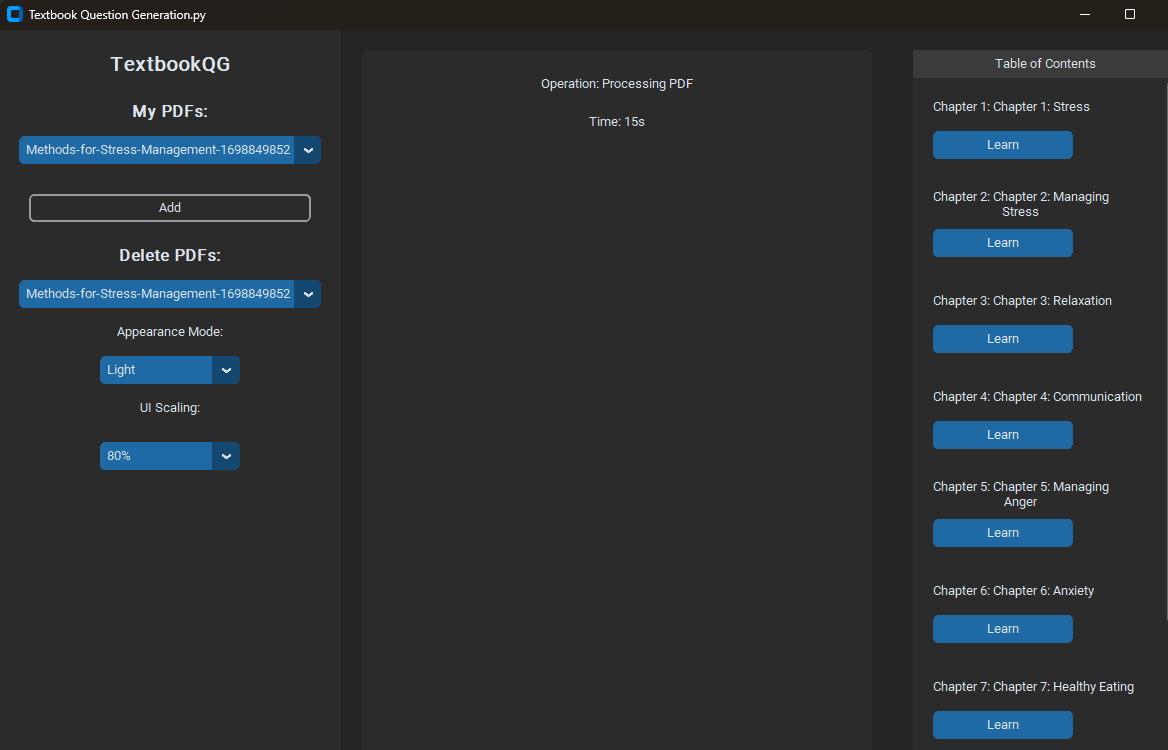 Textbook Question Generation.py
TextbookQG
My PDFs:
Methods-for-Stress-Management-1698849852
Add
Delete PDFs:
Methods-for-Stress-Management-1698849852
Appearance Mode:
Light
UI Scaling:
80%
Operation: Processing PDF
Time: 15s
Table of Contents
Chapter 1: Chapter 1: Stress
Learn
Chapter 2: Chapter 2: Managing
Stress
Learn
Chapter 3: Chapter 3: Relaxation
Learn
Chapter 4: Chapter 4: Communication
Learn
Chapter 5: Chapter 5: Managing
Anger
Learn
Chapter 6: Chapter 6: Anxiety
Learn
Chapter 7: Chapter 7: Healthy Eating
Learn